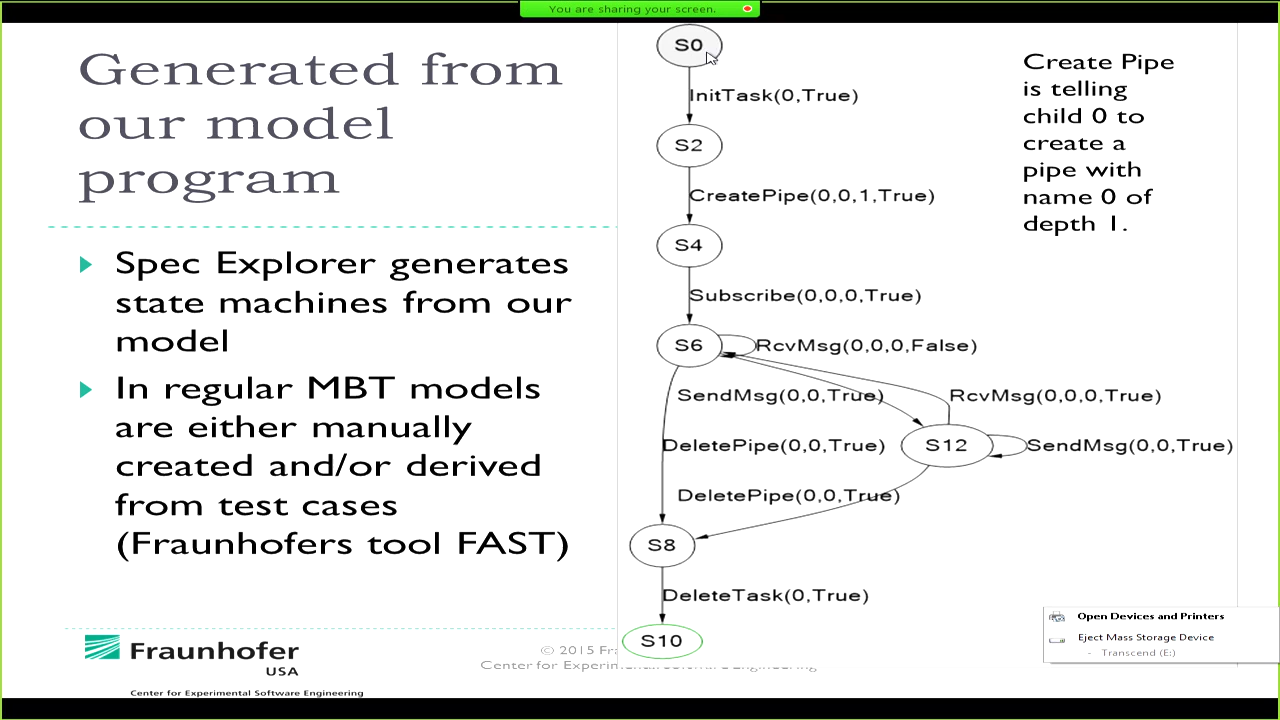 You are sharing your screen.
Generated from
our model
program
Spec Explorer generates
state machines from our
model
In regular MBT models
are either manually
created and/or derived
from test cases
(Fraunhofers tool FAST)
S0
InitTask(0,True)
S2
CreatePipe(0,0,1,True)
S4
Subscribe(0,0,0,True)
S6
RcvMsg(0,0,0,False)
SendMsg(0,0,True)
RcvMsg(0,0,0,True)
DeletePipe(0,0,True)
S12
SendMsg(0,0,True)
DeletePipe(0,0,True)
S8
DeleteTask(0,True)
S10
Create Pipe
is telling
child 0 to
create a
pipe with
name 0 of
depth 1.
Fraunhofer
USA
Center for Experimental Software Engineering
© 2015
Center for
Open Devices and Printers
Eject Mass Storage Device
- Transcend (E:)